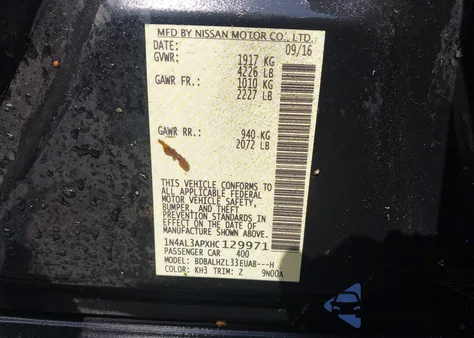 MFD BY NISSAN MOTOR CO., LTD.
DATE: 09/16
GVWR: 1917 KG
4226 LB
GAWR FR.: 1010 KG
2227 LB
GAWR RR.: 940 KG
2072 LB
THIS VEHICLE CONFORMS TO
ALL APPLICABLE FEDERAL
MOTOR VEHICLE SAFETY,
BUMPER, AND THEFT
PREVENTION STANDARDS IN
EFFECT ON THE DATE OF
MANUFACTURE SHOWN ABOVE.
1N4AL3APXHC129971
PASSENGER CAR 400
MODEL: BDBALHZL33EUAB---H
COLOR: KH3 TRIM: Z 9N00A